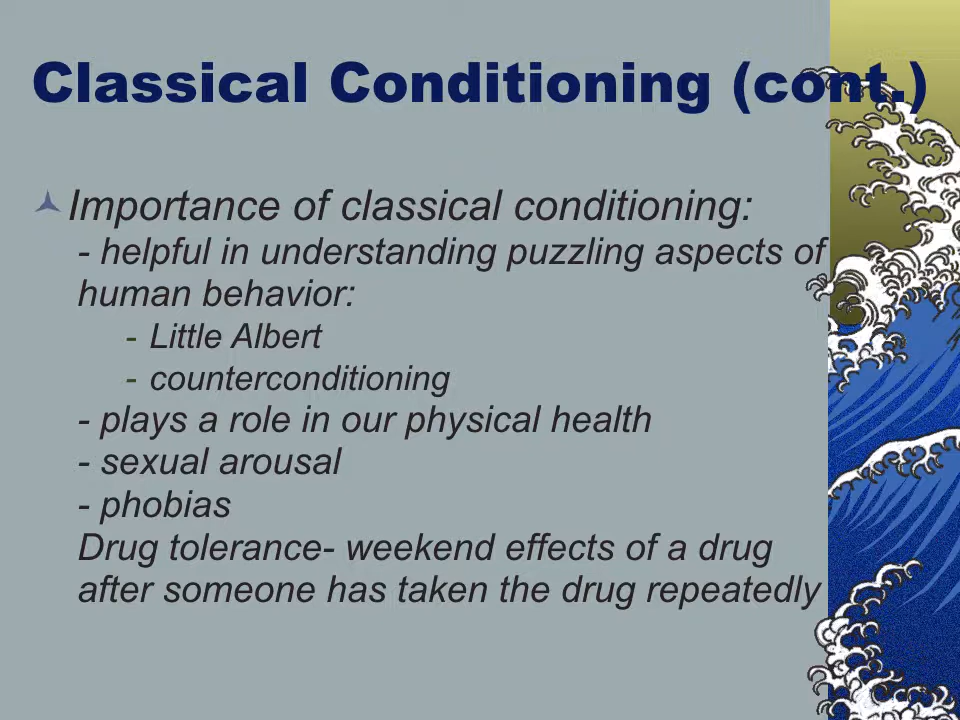 Classical Conditioning (cont.)
Importance of classical conditioning:
- helpful in understanding puzzling aspects of
human behavior:
- Little Albert
- counterconditioning
- plays a role in our physical health
- sexual arousal
- phobias
Drug tolerance- weekend effects of a drug
after someone has taken the drug repeatedly